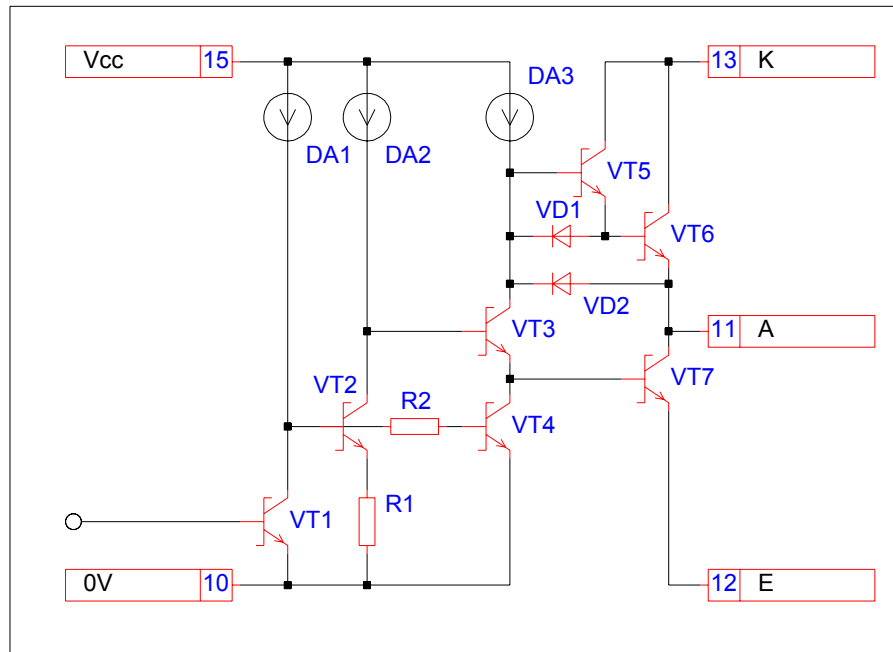 Vcc 15
13 K
DA3
DA1
DA2
VT5
VD1
VT6
VD2
11 A
VT3
VT2
VT7
R2
VT4
R1
VT1
0V 10
12 E